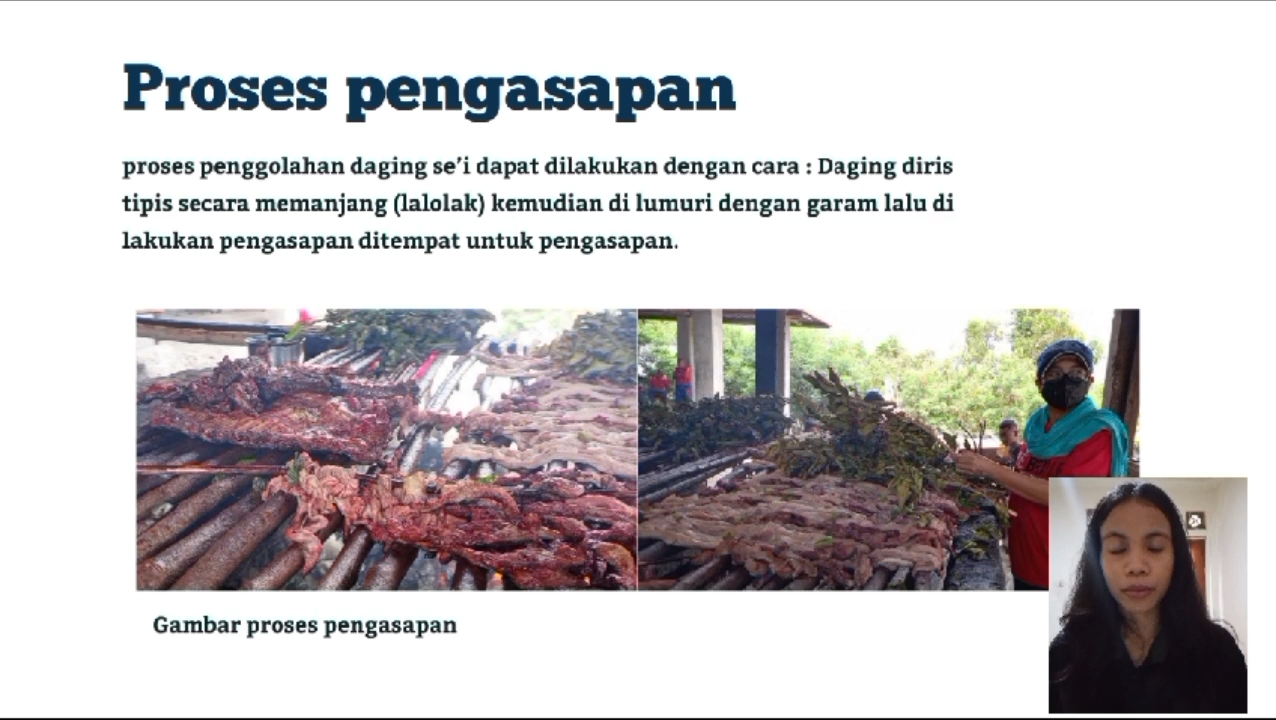 Proses pengasapan
proses penggolahan daging se’i dapat dilakukan dengan cara : Daging diris
tipis secara memanjang (lalolak) kemudian di lumuri dengan garam lalu di
lakukan pengasapan ditempat untuk pengasapan.
Gambar proses pengasapan